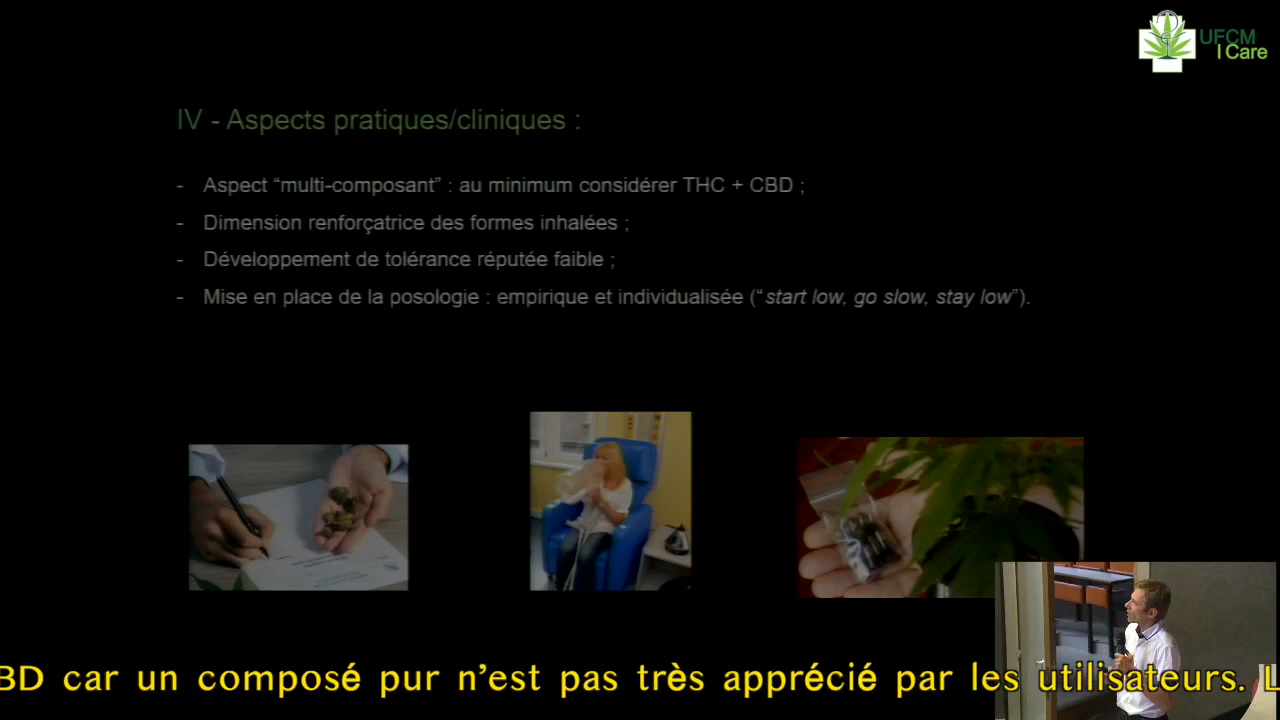 UFCM
I Care
IV - Aspects pratiques/cliniques :
- Aspect “multi-composant” : au minimum considérer THC + CBD ;
- Dimension renforçatrice des formes inhalées ;
- Développement de tolérance réputée faible ;
- Mise en place de la posologie : empirique et individualisée (“start low, go slow, stay low”).
BD car un composé pur n’est pas très apprécié par les utilisateurs. L